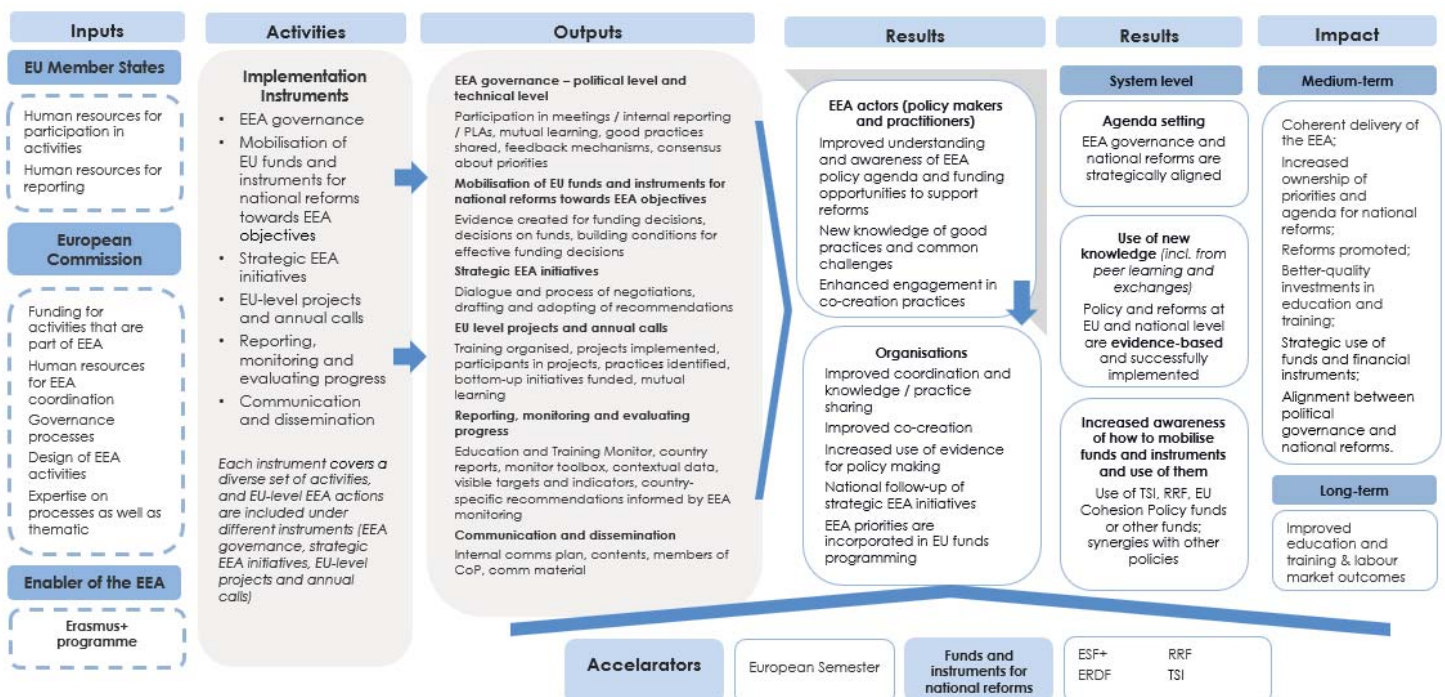 Inputs
EU Member States
Human resources for
participation in
activities
Human resources for
reporting
European
Commission
Funding for
activities that are
part of EEA
Human resources
for EEA
coordination
Governance
processes
Design of EEA
activities
Expertise on
processes as well as
thematic
Enabler of the EEA
Erasmus+
programme
Activities
Implementation
Instruments
• EEA governance
• Mobilisation of
EU funds and
instruments for
national reforms
towards EEA
objectives
• Strategic EEA
initiatives
• EU-level projects
and annual calls
• Reporting,
monitoring and
evaluating progress
• Communication
and dissemination
Each instrument covers a
diverse set of activities,
and EU-level EEA actions
are included under
different instruments (EEA
governance, strategic
EEA initiatives, EU-level
projects and annual
calls)
Outputs
EEA governance – political level and
technical level
Participation in meetings / internal reporting
/ PLAs, mutual learning, good practices
shared, feedback mechanisms, consensus
about priorities
Mobilisation of EU funds and instruments for
national reforms towards EEA objectives
Evidence created for funding decisions,
decisions on funds, building conditions for
effective funding decisions
Strategic EEA initiatives
Dialogue and process of negotiations,
drafting and adopting of recommendations
EU level projects and annual calls
Training organised, projects implemented,
participants in projects, practices identified,
bottom-up initiatives funded, mutual
learning
Reporting, monitoring and evaluating
progress
Education and Training Monitor, country
reports, monitor toolbox, contextual data,
visible targets and indicators, country-
specific recommendations informed by EEA
monitoring
Communication and dissemination
Internal comms plan, contents, members of
CoP, comm material
Results
EEA actors (policy makers
and practitioners)
Improved understanding
and awareness of EEA
policy agenda and funding
opportunities to support
reforms
New knowledge of good
practices and common
challenges
Enhanced engagement in
co-creation practices
Organisations
Improved coordination and
knowledge / practice
sharing
Improved co-creation
Increased use of evidence
for policy making
National follow-up of
strategic EEA initiatives
EEA priorities are
incorporated in EU funds
programming
Results
System level
Agenda setting
EEA governance and
national reforms are
strategically aligned
Use of new
knowledge (incl. from
peer learning and
exchanges)
Policy and reforms at
EU and national level
are evidence-based
and successfully
implemented
Increased awareness
of how to mobilise
funds and instruments
and use of them
Use of TSI, RRF, EU
Cohesion Policy funds
or other funds;
synergies with other
policies
Impact
Medium-term
Coherent delivery of
the EEA;
Increased
ownership of
priorities and
agenda for national
reforms;
Reforms promoted;
Better-quality
investments in
education and
training;
Strategic use of
funds and financial
instruments;
Alignment between
political
governance and
national reforms.
Long-term
Improved
education and
training & labour
market outcomes
Accelarators
European Semester
Funds and
instruments for
national reforms
ESF+ RRF
ERDF TSI